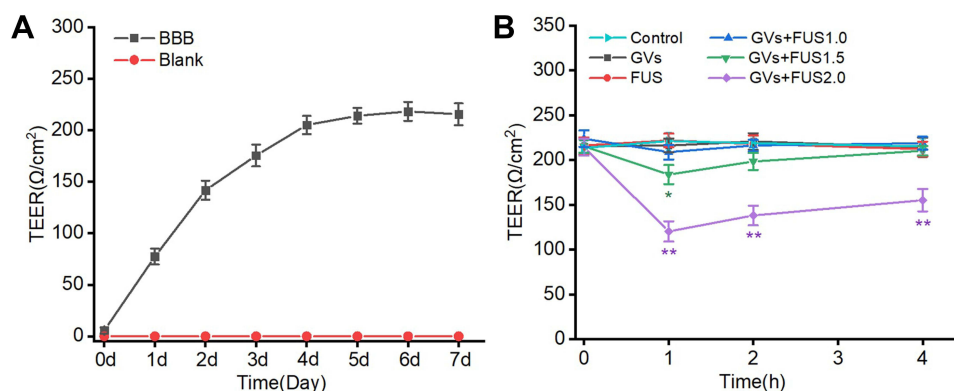 A
TEER(Ω/cm²)
300
250
200
150
100
50
0
BBB
Blank
0d 1d 2d 3d 4d 5d 6d 7d
Time(Day)
B
TEER(Ω/cm²)
350
300
250
200
150
100
50
0
Control
GVs
FUS
GVs+FUS1.0
GVs+FUS1.5
GVs+FUS2.0
*
**
**
**
0 1 2 3 4
Time(h)